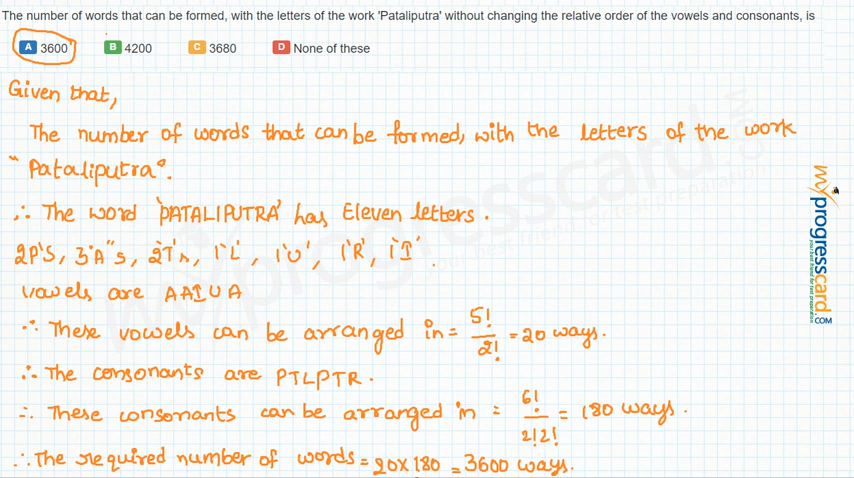 The number of words that can be formed, with the letters of the work 'Pataliputra' without changing the relative order of the vowels and consonants, is
A 3600 B 4200 C 3680 D None of these
Given that,
The number of words that can be formed, with the letters of the work
"Pataliputra".
∴ The word 'PATALIPUTRA' has Eleven letters.
2P's, 3'A"s, 2T's, 1'L', 1'U', 1'R', 1'I'.
Vowels are AAIUA
∴ These vowels can be arranged in = 5!/2! = 20 ways.
∴ The consonants are PTLPTR.
∴ These consonants can be arranged in = 6!/2!2! = 180 ways.
∴ The required number of words = 20 x 180 = 3600 ways.
myprogresscard.COM